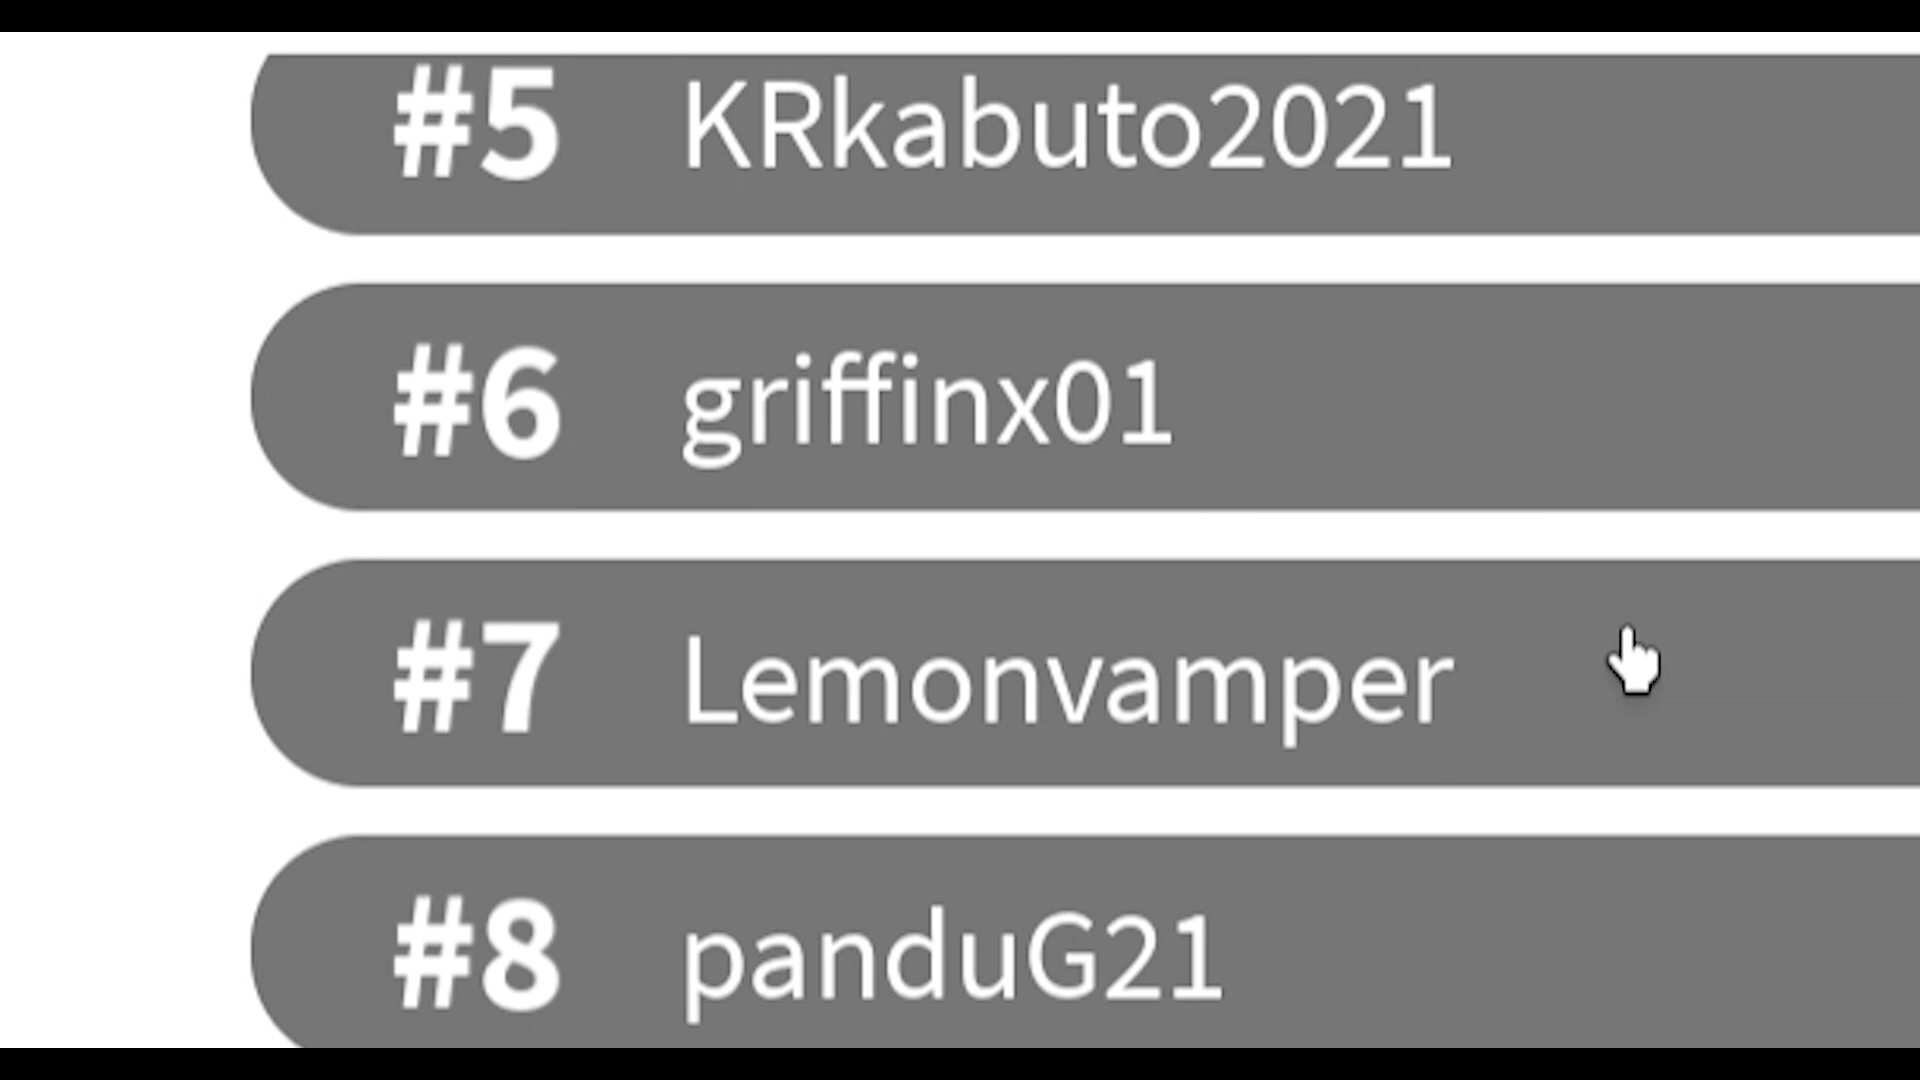 #5 KRkabuto2021
#6 griffinx01
#7 Lemonvamper
#8 panduG21